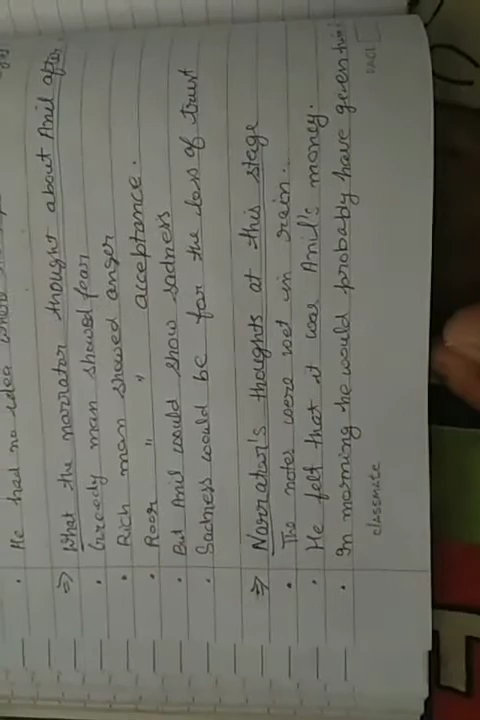 • He had no idea where
⇒ What the narrator thought about Anil after
• Greedy man showed fear
• Rich man showed anger
• Poor " " acceptance.
• But Anil would show sadness
• Sadness would be for the loss of trust
⇒ Narrator's thoughts at this stage
• The notes were wet in rain..
• He felt that it was Anil's money.
• In morning he would probably have given him
classmate
PAGE